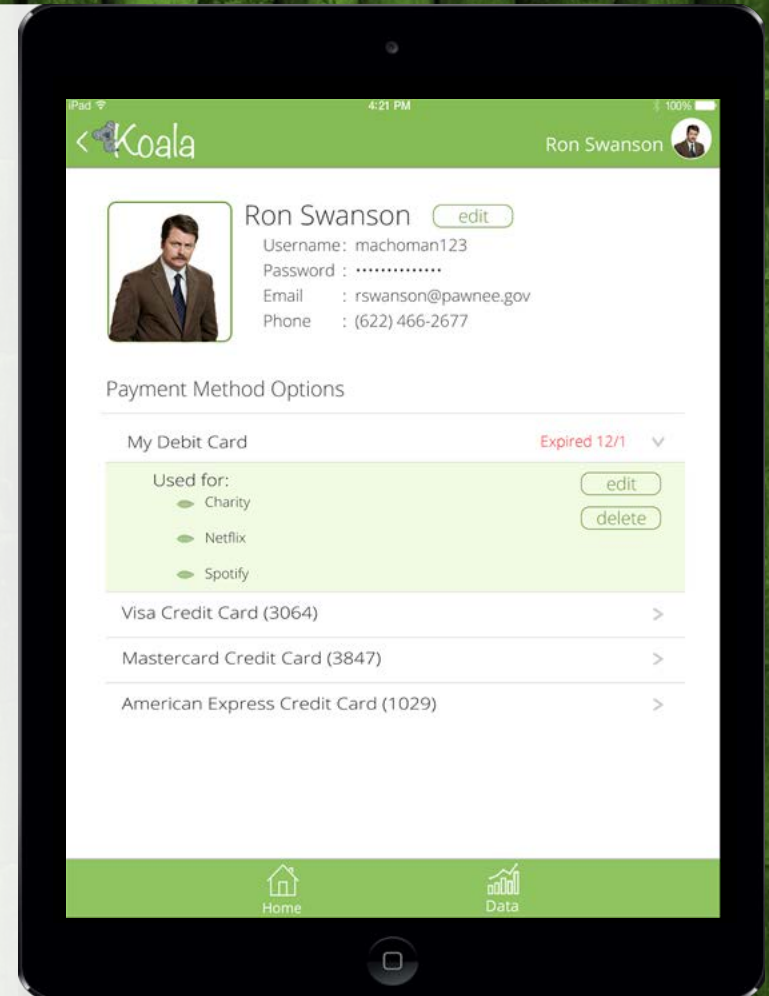 iPad 4:21 PM 100%
Koala Ron Swanson
Ron Swanson edit
Username: machoman123
Password : ••••••••••••••
Email : rswanson@pawnee.gov
Phone : (622) 466-2677
Payment Method Options
My Debit Card Expired 12/1
Used for: edit
Charity
delete
Netflix
Spotify
Visa Credit Card (3064) >
Mastercard Credit Card (3847) >
American Express Credit Card (1029) >
Home Data